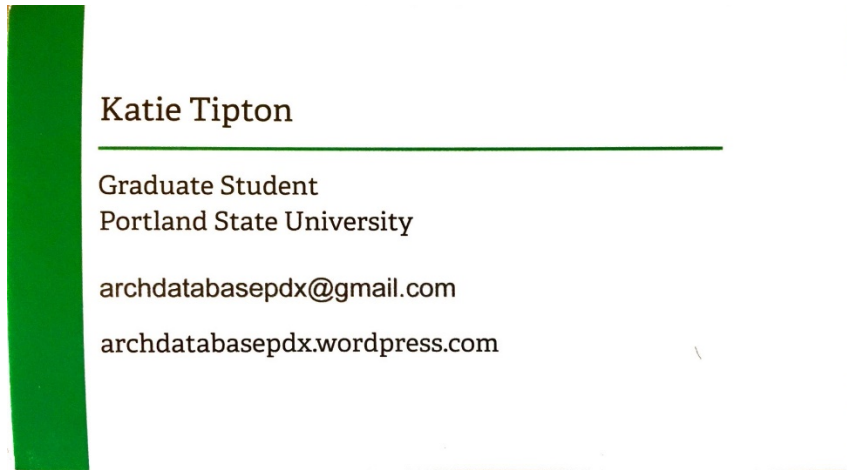 Katie Tipton
Graduate Student
Portland State University
archdatabasepdx@gmail.com
archdatabasepdx.wordpress.com